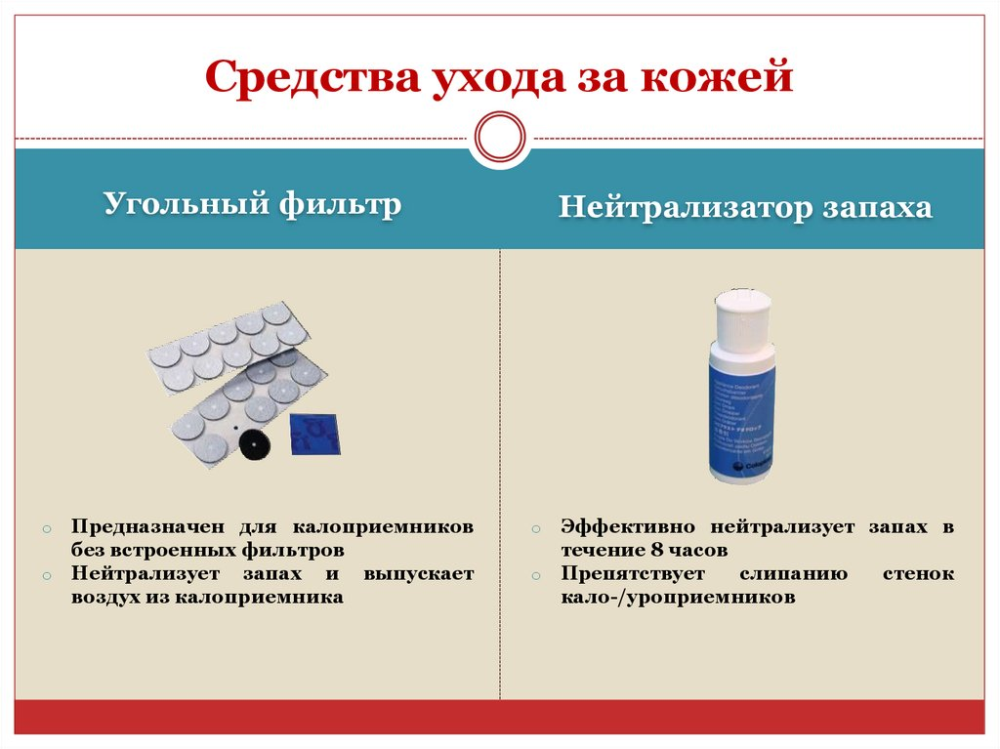 Средства ухода за кожей
Угольный фильтр
Нейтрализатор запаха
Предназначен для калоприемников
без встроенных фильтров
Нейтрализует запах и выпускает
воздух из калоприемника
Эффективно нейтрализует запах в
течение 8 часов
Препятствует слипанию стенок
кало-/уроприемников